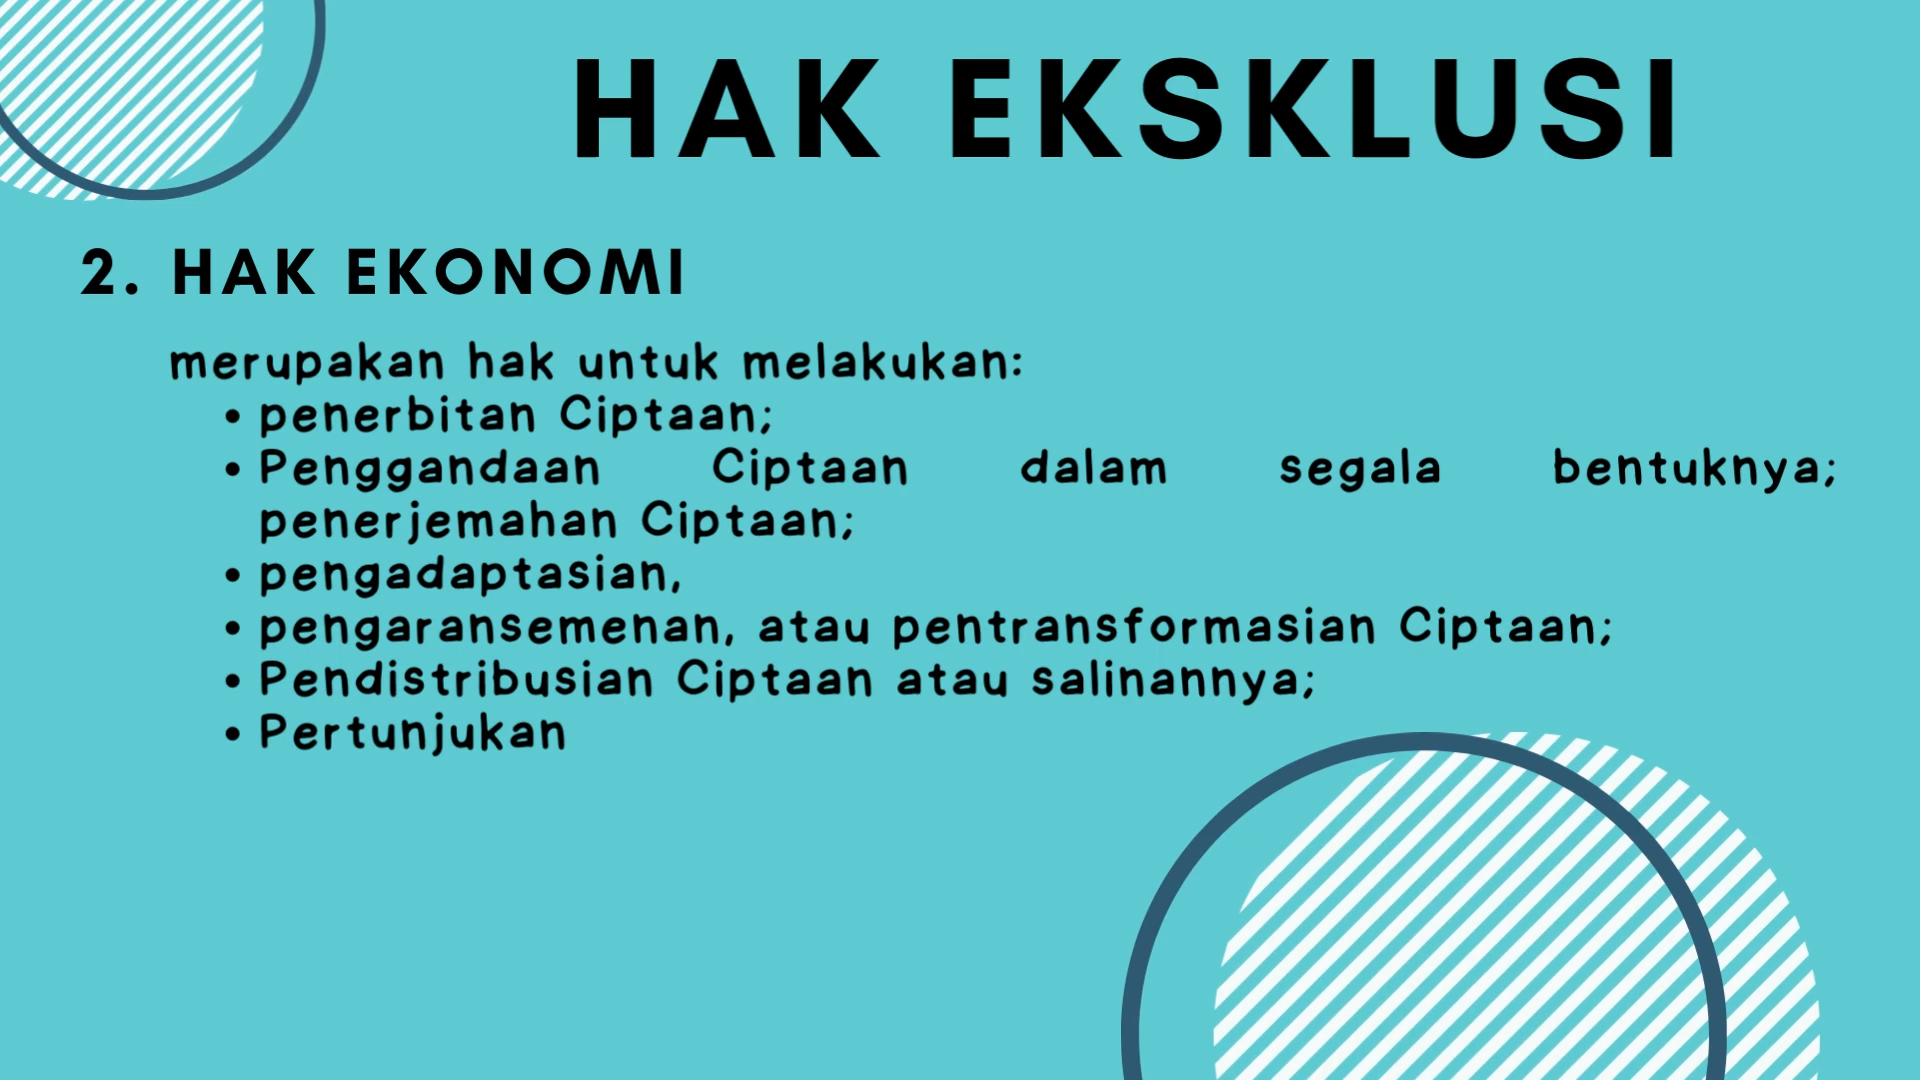 HAK EKSKLUSI
2. HAK EKONOMI
merupakan hak untuk melakukan:
• penerbitan Ciptaan;
• Penggandaan Ciptaan dalam segala bentuknya;
penerjemahan Ciptaan;
• pengadaptasian,
• pengaransemenan, atau pentransformasian Ciptaan;
• Pendistribusian Ciptaan atau salinannya;
• Pertunjukan